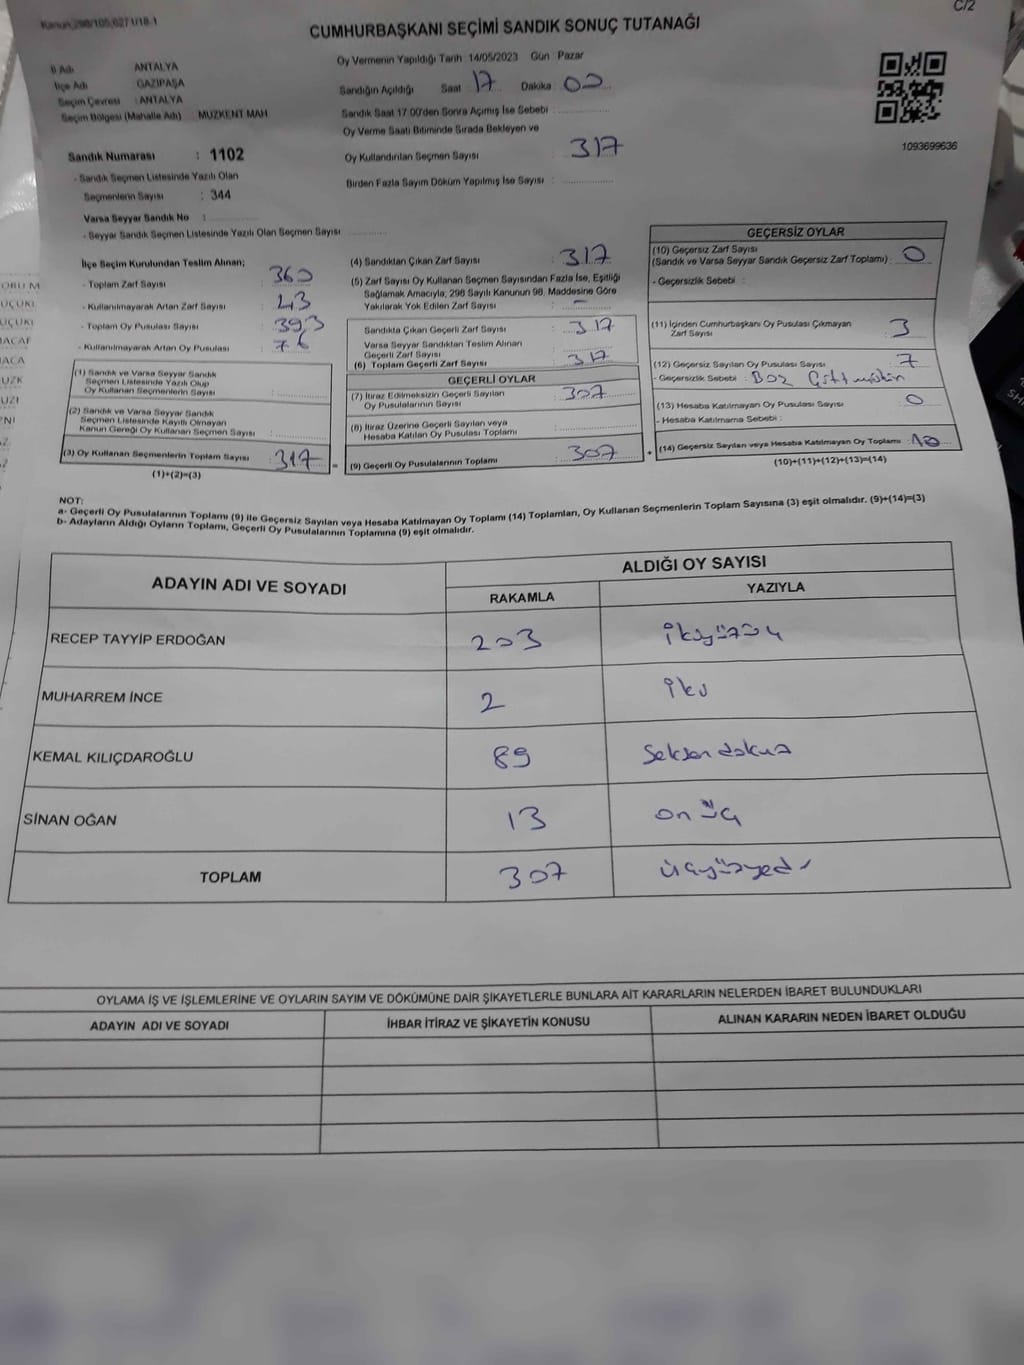 Kanun;298/105,6271/18-1
C/2
CUMHURBAŞKANI SEÇİMİ SANDIK SONUÇ TUTANAĞI
İl Adı ANTALYA
İlçe Adı GAZİPAŞA
Seçim Çevresi : ANTALYA
Seçim Bölgesi (Mahalle Adı) : MÜZKENT MAH
Oy Vermenin Yapıldığı Tarih :14/05/2023 Gün : Pazar
Sandığın Açıldığı Saat : 17 Dakika : 00
Sandık Saat 17.00'den Sonra Açımış İse Sebebi :
Oy Verme Saati Bitiminde Sırada Bekleyen ve
Oy Kullandırılan Seçmen Sayısı : 317
Birden Fazla Sayım Döküm Yapılmış İse Sayısı :
1093699636
Sandık Numarası : 1102
- Sandık Seçmen Listesinde Yazılı Olan
Seçmenlerin Sayısı : 344
Varsa Seyyar Sandık No :
- Seyyar Sandık Seçmen Listesinde Yazılı Olan Seçmen Sayısı
İlçe Seçim Kurulundan Teslim Alınan;
- Toplam Zarf Sayısı : 360
- Kullanılmayarak Artan Zarf Sayısı : 43
- Toplam Oy Pusulası Sayısı : 393
- Kullanılmayarak Artan Oy Pusulası : 76
(1) Sandık ve Varsa Seyyar Sandık
Seçmen Listesinde Yazılı Olup
Oy Kullanan Seçmenlerin Sayısı :
(2) Sandık ve Varsa Seyyar Sandık
Seçmen Listesinde Kayıtlı Olmayan
Kanun Gereği Oy Kullanan Seçmen Sayısı :
(3) Oy Kullanan Seçmenlerin Toplam Sayısı : 317
(1)+(2)=(3)
(4) Sandıktan Çıkan Zarf Sayısı : 317
(5) Zarf Sayısı Oy Kullanan Seçmen Sayısından Fazla İse, Eşitliği
Sağlamak Amacıyla; 298 Sayılı Kanunun 98. Maddesine Göre
Yakılarak Yok Edilen Zarf Sayısı : -
Sandıkta Çıkan Geçerli Zarf Sayısı : 317
Varsa Seyyar Sandıktan Teslim Alınan
Geçerli Zarf Sayısı
(6) Toplam Geçerli Zarf Sayısı : 317
GEÇERLİ OYLAR
(7) İtiraz Edilmeksizin Geçerli Sayılan
Oy Pusulalarının Sayısı : 307
(8) İtiraz Üzerine Geçerli Sayılan veya
Hesaba Katılan Oy Pusulası Toplamı :
= (9) Geçerli Oy Pusulalarının Toplamı : 307
GEÇERSİZ OYLAR
(10) Geçersiz Zarf Sayısı
(Sandık ve Varsa Seyyar Sandık Geçersiz Zarf Toplamı) : 0
- Geçersizlik Sebebi :
(11) İçinden Cumhurbaşkanı Oy Pusulası Çıkmayan
Zarf Sayısı : 3
(12) Geçersiz Sayılan Oy Pusulası Sayısı : 7
- Geçersizlik Sebebi : Boş
(13) Hesaba Katılmayan Oy Pusulası Sayısı : 0
- Hesaba Katılmama Sebebi :
+ (14) Geçersiz Sayılan veya Hesaba Katılmayan Oy Toplamı : 10
(10)+(11)+(12)+(13)=(14)
NOT:
a- Geçerli Oy Pusulalarının Toplamı (9) ile Geçersiz Sayılan veya Hesaba Katılmayan Oy Toplamı (14) Toplamları, Oy Kullanan Seçmenlerin Toplam Sayısına (3) eşit olmalıdır. (9)+(14)=(3)
b- Adayların Aldığı Oyların Toplamı, Geçerli Oy Pusulalarının Toplamına (9) eşit olmalıdır.
ADAYIN ADI VE SOYADI ALDIĞI OY SAYISI
RAKAMLA YAZIYLA
RECEP TAYYİP ERDOĞAN 203 ikiyüzüç
MUHARREM İNCE 2 iki
KEMAL KILIÇDAROĞLU 89 Seksendokuz
SİNAN OĞAN 13 onüç
TOPLAM 307 üçyüzyedi
OYLAMA İŞ VE İŞLEMLERİNE VE OYLARIN SAYIM VE DÖKÜMÜNE DAİR ŞİKAYETLERLE BUNLARA AİT KARARLARIN NELERDEN İBARET BULUNDUKLARI
ADAYIN ADI VE SOYADI İHBAR İTİRAZ VE ŞİKAYETİN KONUSU ALINAN KARARIN NEDEN İBARET OLDUĞU